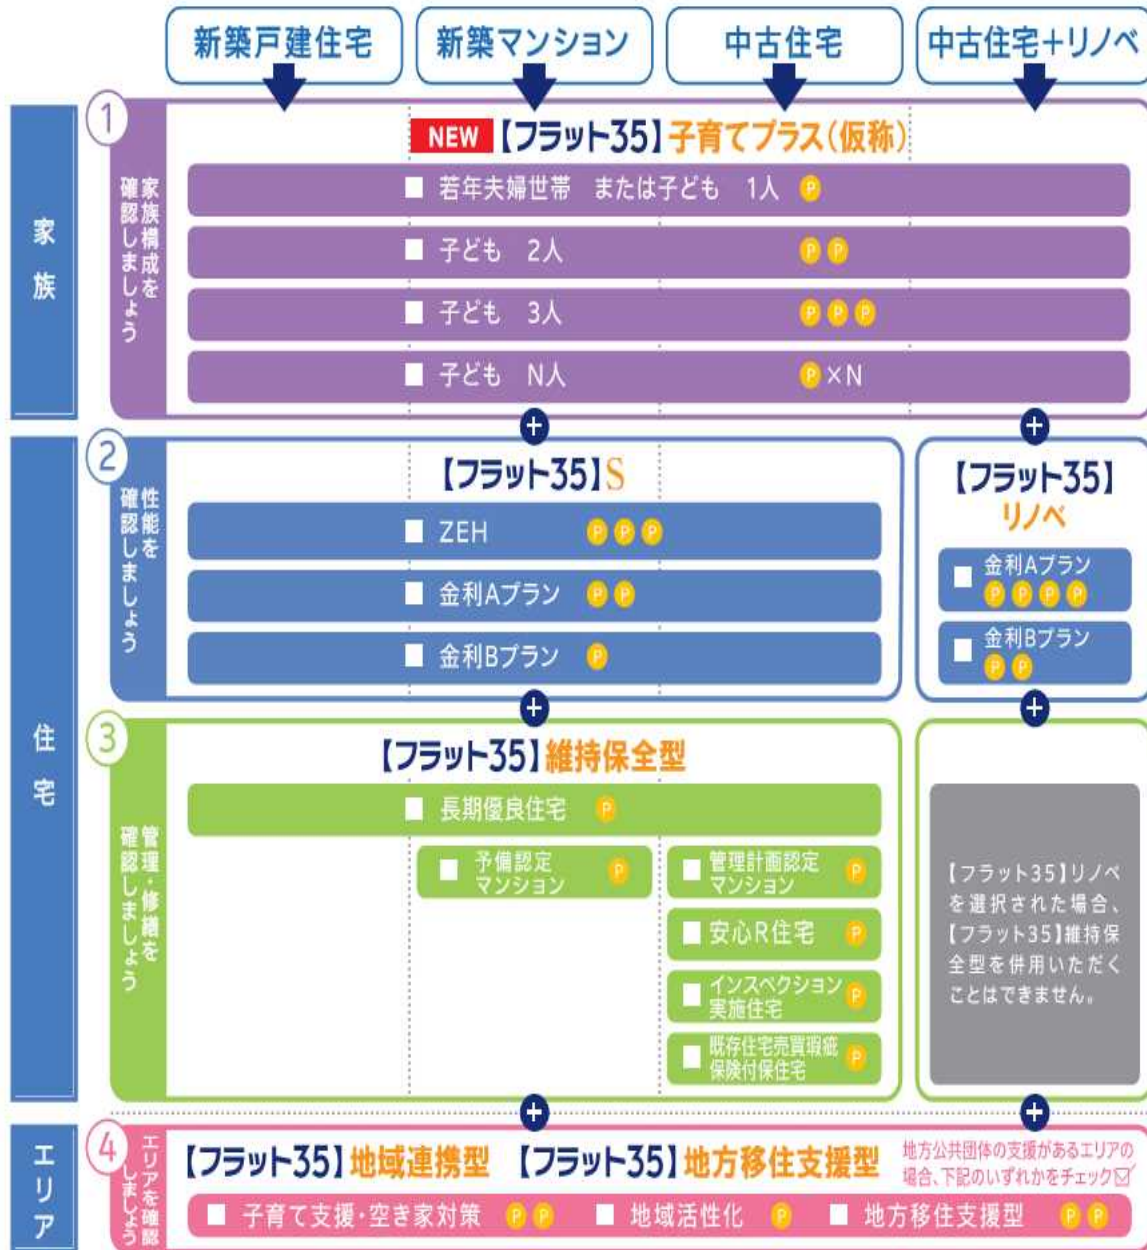 新築戸建住宅
新築マンション
中古住宅
中古住宅＋リノベ
家族
1
家族構成を
確認しましょう
NEW 【フラット35】子育てプラス(仮称)
若年夫婦世帯 または子ども 1人 P
子ども 2人 P P
子ども 3人 P P P
子ども N人 P×N
+
+
住宅
2
性能を
確認しましょう
【フラット35】S
ZEH P P P
金利Aプラン P P
金利Bプラン P
【フラット35】
リノベ
金利Aプラン
P P P P
金利Bプラン
P P
+
+
3
管理・修繕を
確認しましょう
【フラット35】維持保全型
長期優良住宅 P
予備認定
マンション P
管理計画認定
マンション P
安心R住宅 P
インスペクション
実施住宅 P
既存住宅売買瑕疵
保険付保住宅 P
【フラット35】リノベ
を選択された場合、
【フラット35】維持保
全型を併用いただく
ことはできません。
+
+
エリア
4
エリアを確認
しましょう
【フラット35】地域連携型 【フラット35】地方移住支援型
地方公共団体の支援があるエリアの
場合、下記のいずれかをチェック☑
子育て支援・空き家対策 P P 地域活性化 P 地方移住支援型 P P